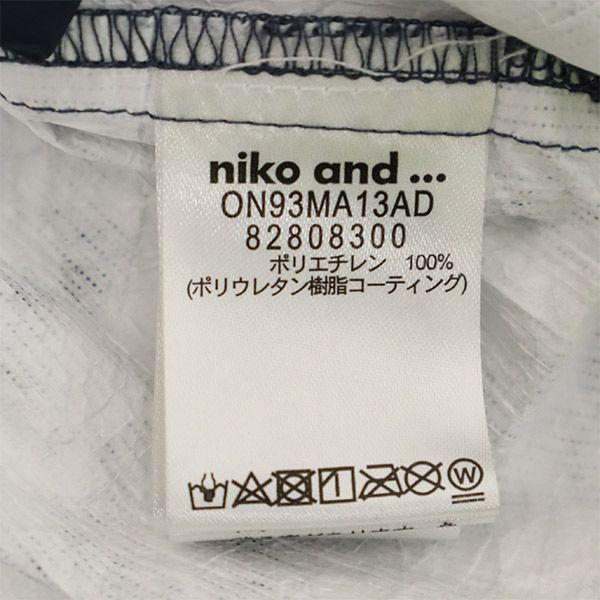 niko and ...
ON93MA13AD
82808300
ポリエチレン 100%
(ポリウレタン樹脂コーティング)
W